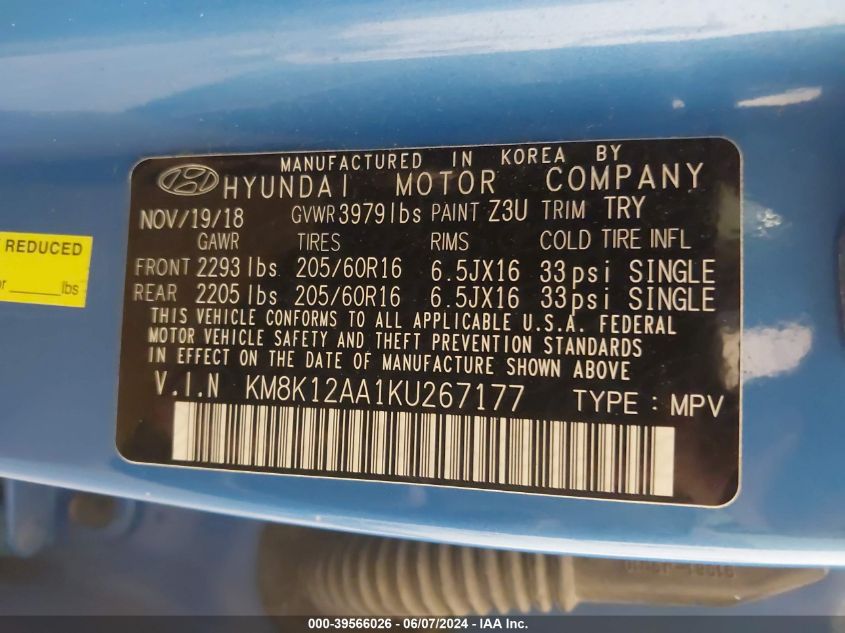 MANUFACTURED IN KOREA BY
HYUNDAI MOTOR COMPANY
NOV/19/18 GVWR 3979 lbs PAINT Z3U TRIM TRY
GAWR TIRES RIMS COLD TIRE INFL
FRONT 2293 lbs 205/60R16 6.5JX16 33psi SINGLE
REAR 2205 lbs 205/60R16 6.5JX16 33psi SINGLE
THIS VEHICLE CONFORMS TO ALL APPLICABLE U.S.A. FEDERAL
MOTOR VEHICLE SAFETY AND THEFT PREVENTION STANDARDS
IN EFFECT ON THE DATE OF MANUFACTURE SHOWN ABOVE
V.I.N KM8K12AA1KU267177 TYPE : MPV
REDUCED
lbs
000-39566026 - 06/07/2024 - IAA Inc.